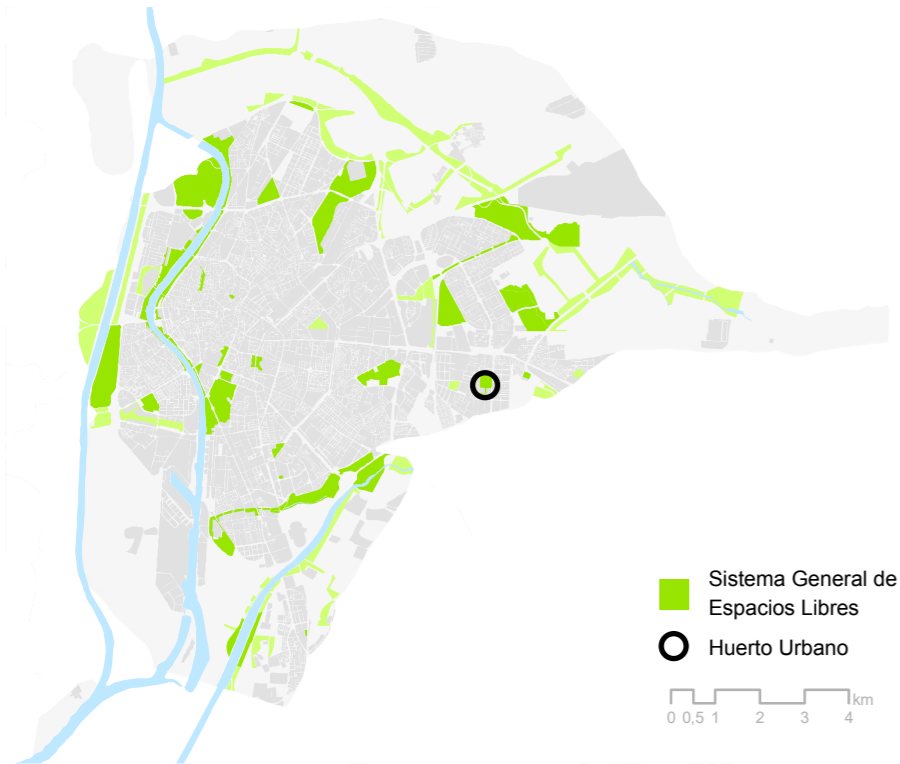 Sistema General de
Espacios Libres
Huerto Urbano
km
0 0,5 1 2 3 4